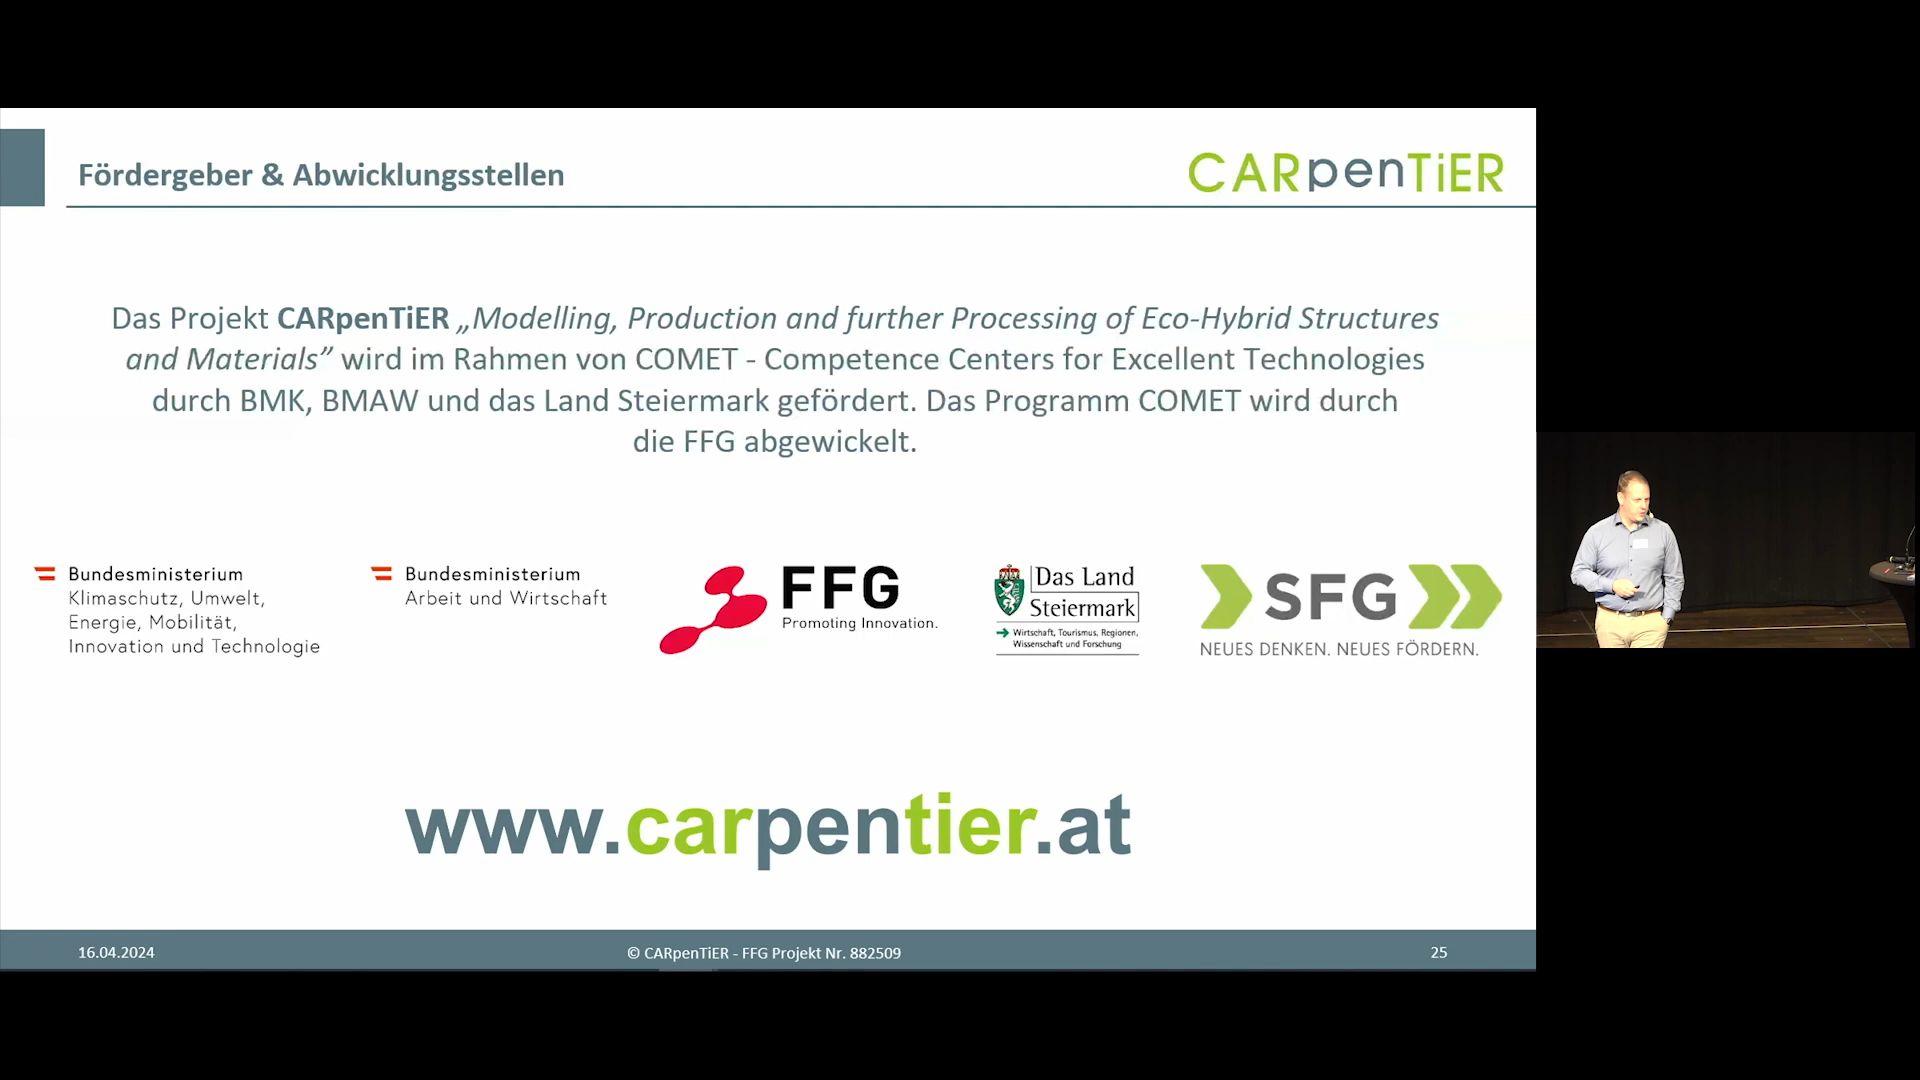 Fördergeber & Abwicklungsstellen
CARpenTiER
Das Projekt CARpenTiER „Modelling, Production and further Processing of Eco-Hybrid Structures
and Materials” wird im Rahmen von COMET - Competence Centers for Excellent Technologies
durch BMK, BMAW und das Land Steiermark gefördert. Das Programm COMET wird durch
die FFG abgewickelt.
Bundesministerium
Klimaschutz, Umwelt,
Energie, Mobilität,
Innovation und Technologie
Bundesministerium
Arbeit und Wirtschaft
FFG
Promoting Innovation.
Das Land
Steiermark
Wirtschaft, Tourismus, Regionen,
Wissenschaft und Forschung
SFG
NEUES DENKEN. NEUES FÖRDERN.
www.carpentier.at
16.04.2024
© CARpenTiER - FFG Projekt Nr. 882509
25